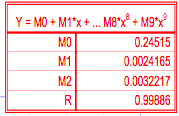 Y = M0 + M1*x + ... M8*x⁸ + M9*x⁹
M0 0.24515
M1 0.0024165
M2 0.0032217
R 0.99886